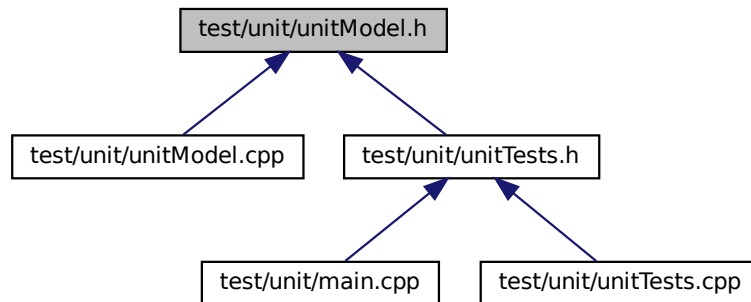 test/unit/unitModel.h
test/unit/unitModel.cpp
test/unit/unitTests.h
test/unit/main.cpp
test/unit/unitTests.cpp